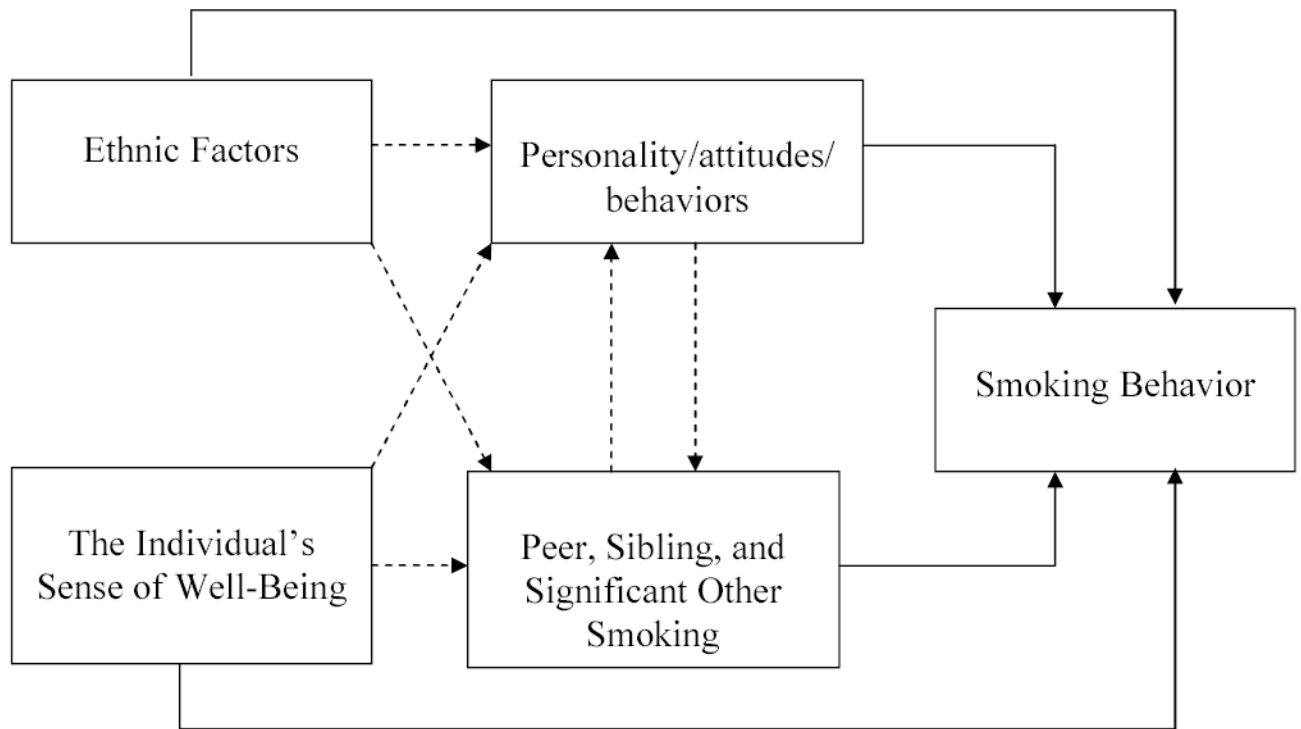 Ethnic Factors
Personality/attitudes/
behaviors
Smoking Behavior
The Individual’s
Sense of Well-Being
Peer, Sibling, and
Significant Other
Smoking